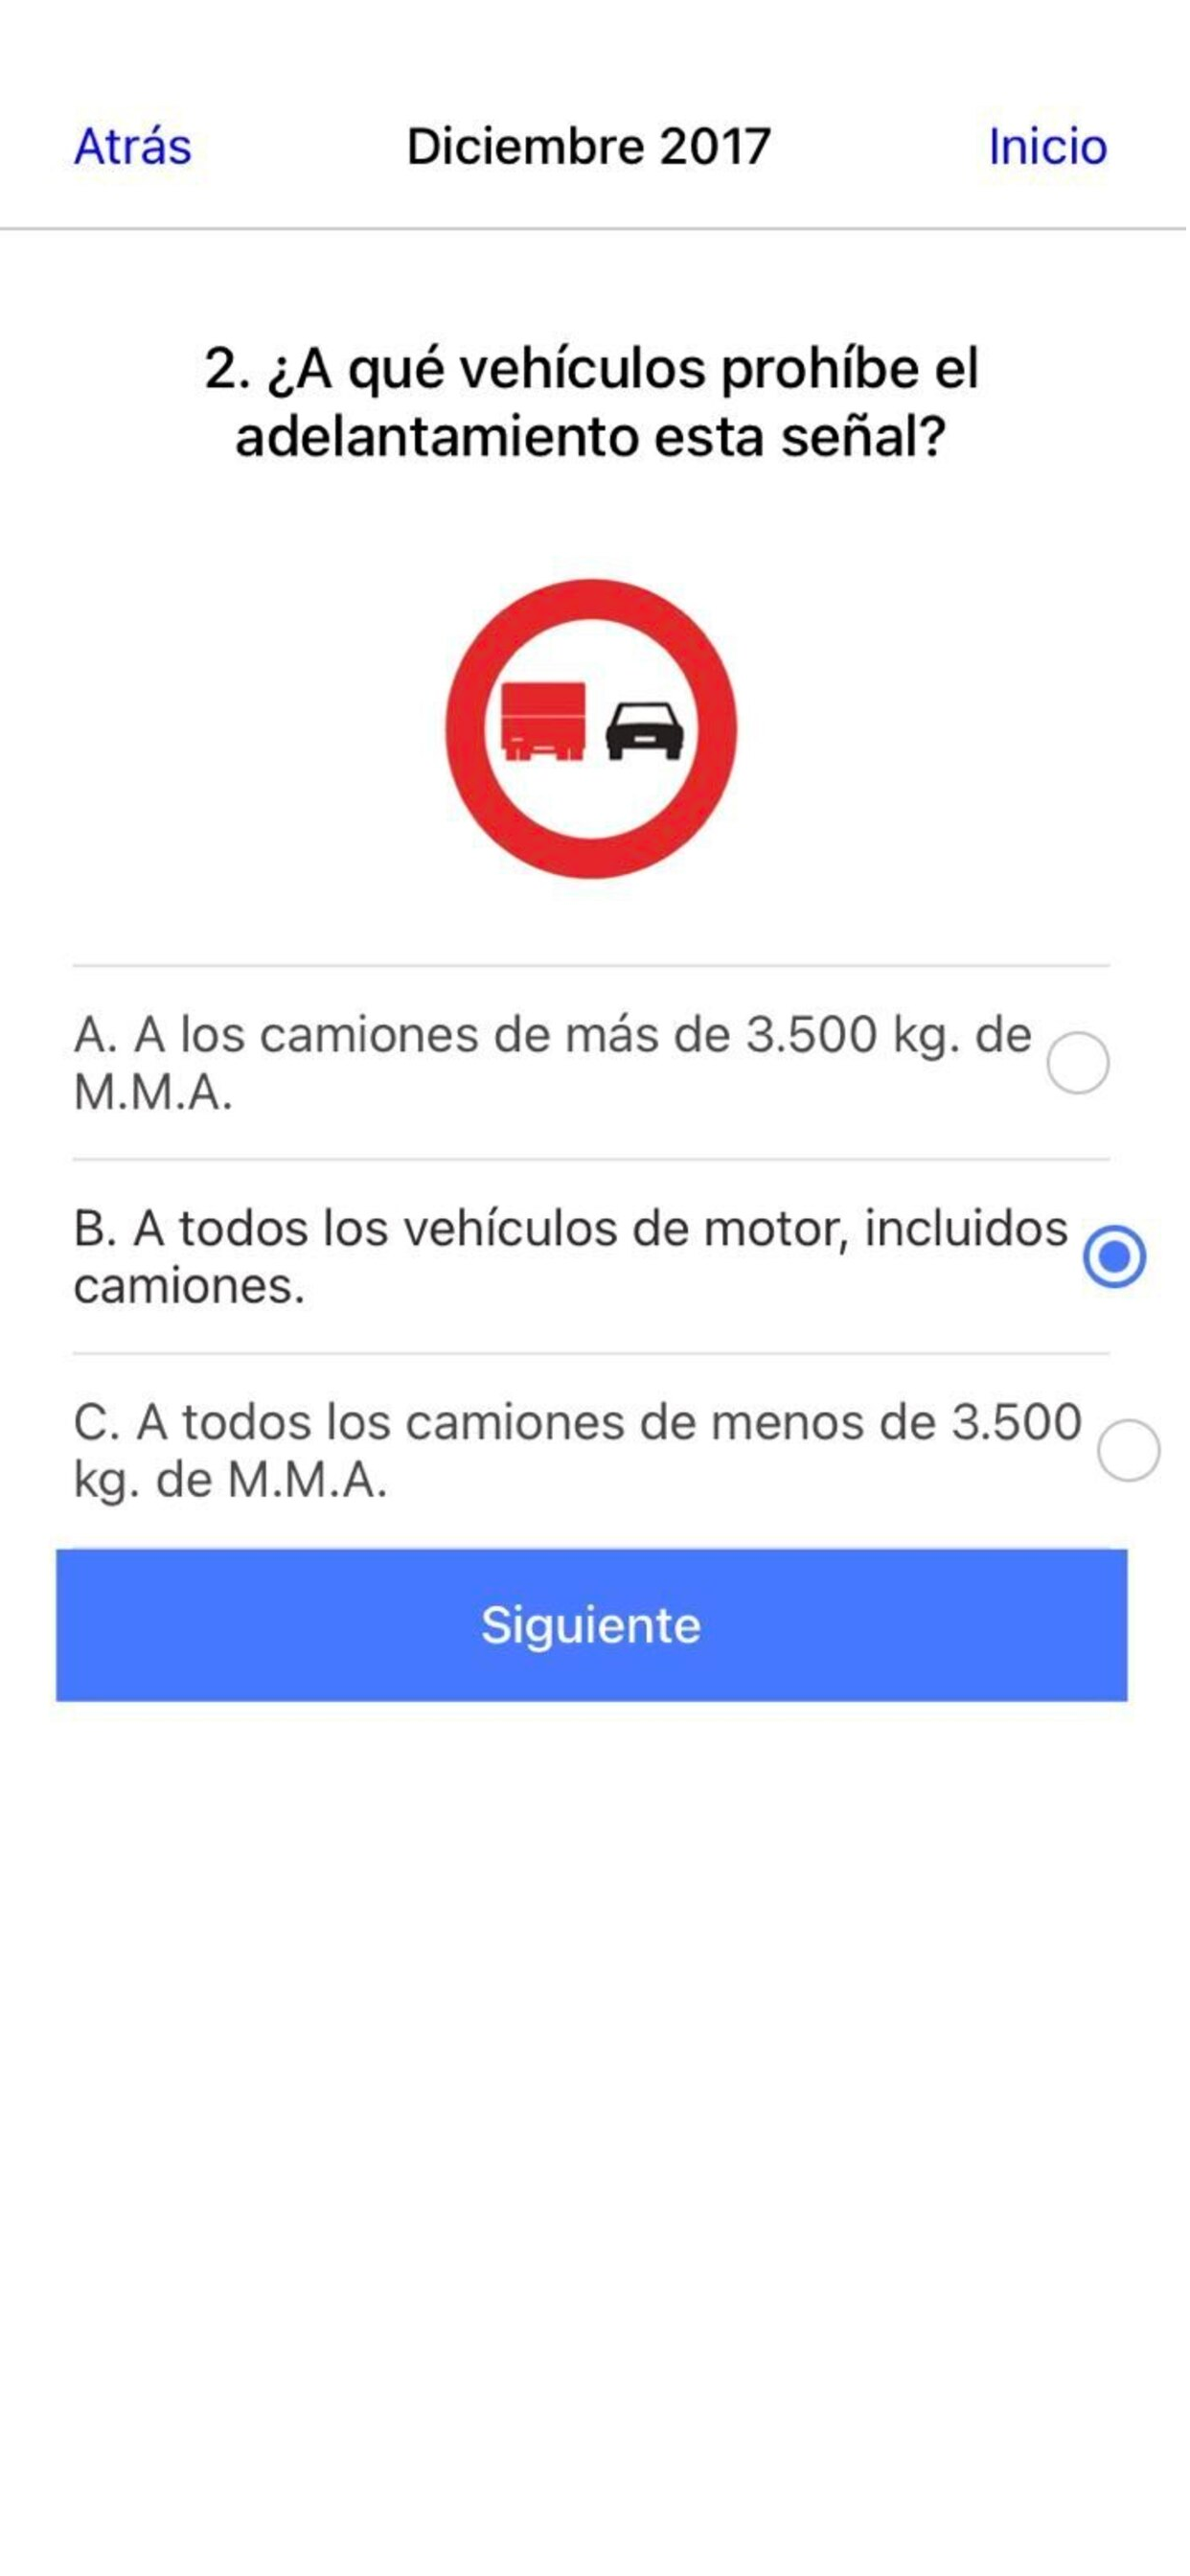 Atrás
Diciembre 2017
Inicio
2. ¿A qué vehículos prohíbe el
adelantamiento esta señal?
A. A los camiones de más de 3.500 kg. de
M.M.A.
B. A todos los vehículos de motor, incluidos
camiones.
C. A todos los camiones de menos de 3.500
kg. de M.M.A.
Siguiente